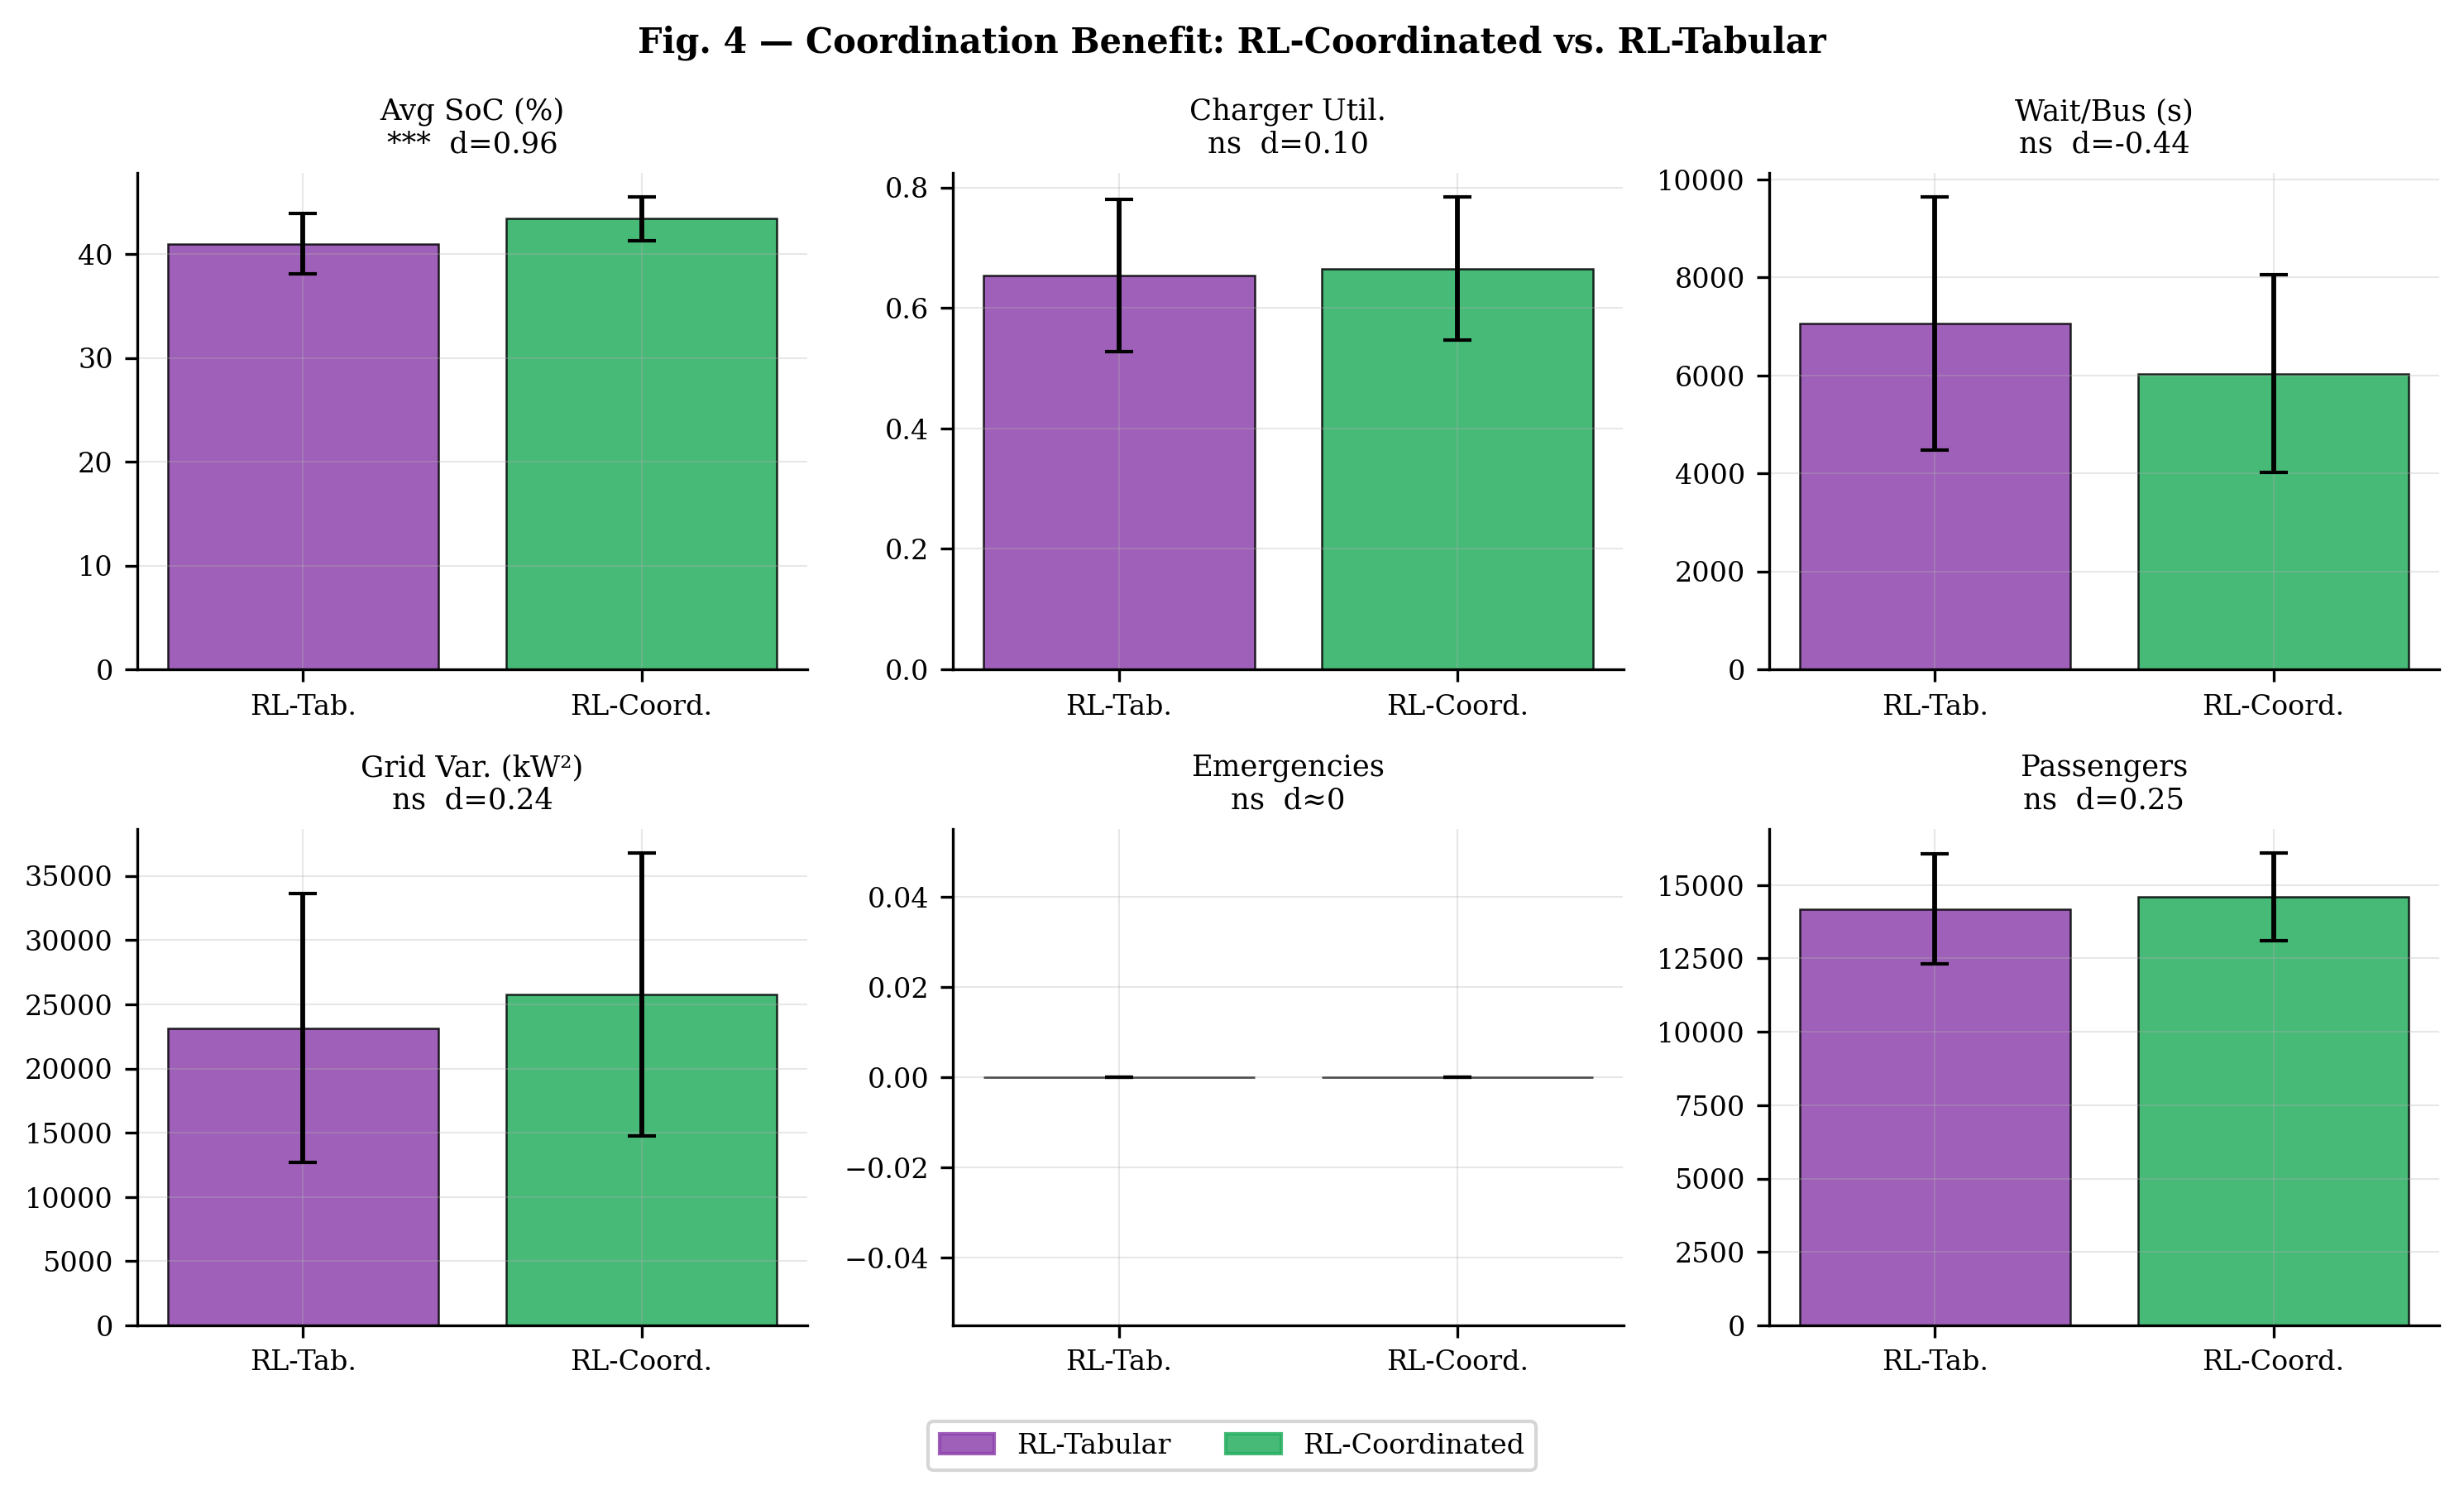 Fig. 4 — Coordination Benefit: RL-Coordinated vs. RL-Tabular
Avg SoC (%)
*** d=0.96
40
30
20
10
0
RL-Tab.
RL-Coord.
Charger Util.
ns d=0.10
0.8
0.6
0.4
0.2
0.0
RL-Tab.
RL-Coord.
Wait/Bus (s)
ns d=-0.44
10000
8000
6000
4000
2000
0
RL-Tab.
RL-Coord.
Grid Var. (kW²)
ns d=0.24
35000
30000
25000
20000
15000
10000
5000
0
RL-Tab.
RL-Coord.
Emergencies
ns d≈0
0.04
0.02
0.00
−0.02
−0.04
RL-Tab.
RL-Coord.
Passengers
ns d=0.25
15000
12500
10000
7500
5000
2500
0
RL-Tab.
RL-Coord.
RL-Tabular
RL-Coordinated